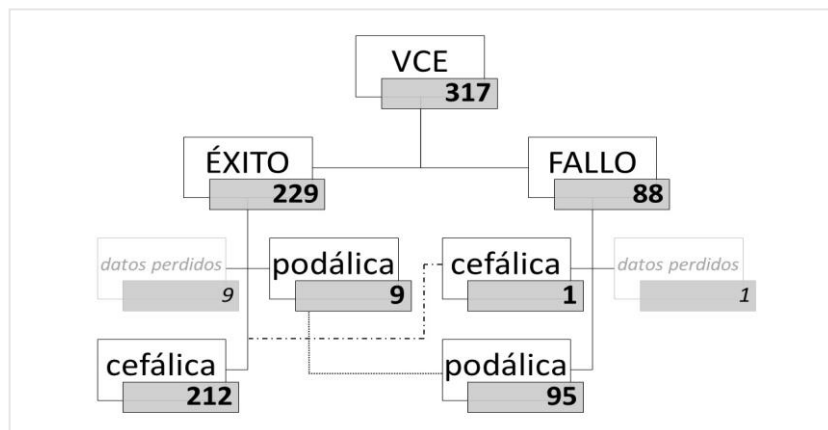 VCE
317
ÉXITO
229
FALLO
88
datos perdidos
9
podálica
9
cefálica
1
datos perdidos
1
cefálica
212
podálica
95